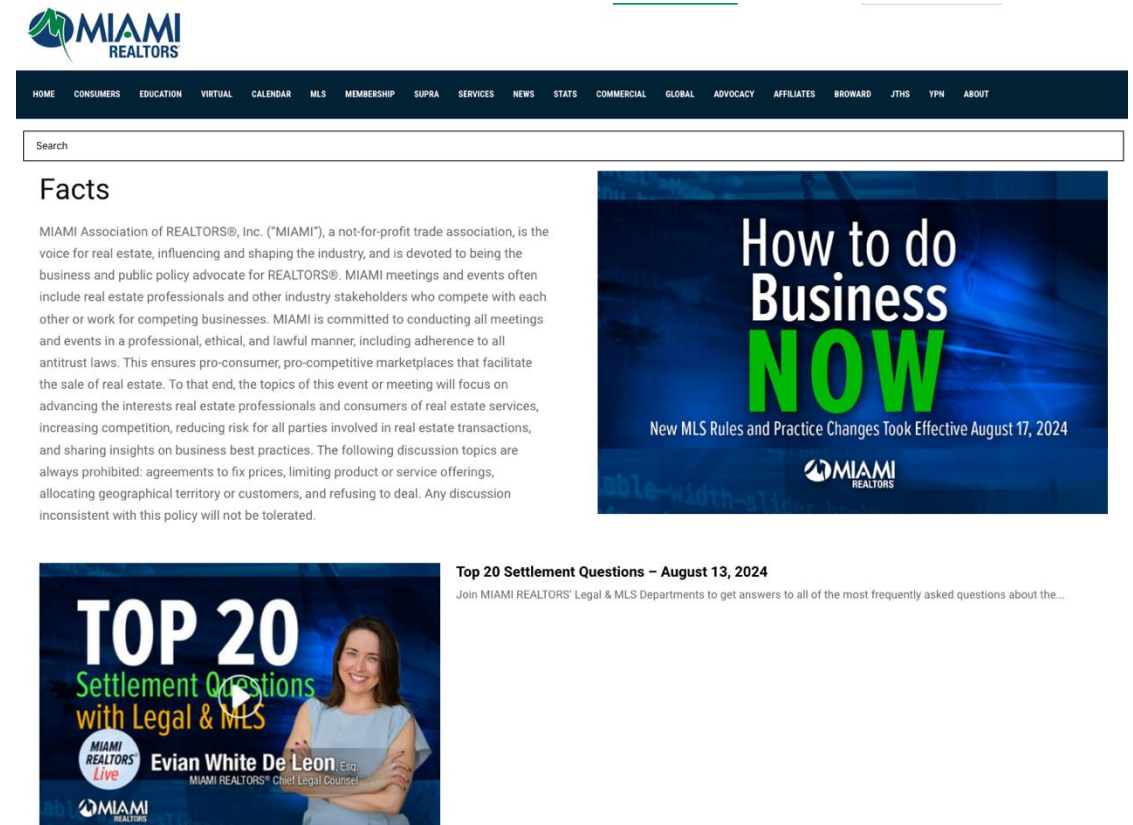 MIAMI
REALTORS®
HOME CONSUMERS EDUCATION VIRTUAL CALENDAR MLS MEMBERSHIP SUPRA SERVICES NEWS STATS COMMERCIAL GLOBAL ADVOCACY AFFILIATES BROWARD JTHS YPN ABOUT
Search
Facts
MIAMI Association of REALTORS®, Inc. (“MIAMI”), a not-for-profit trade association, is the
voice for real estate, influencing and shaping the industry, and is devoted to being the
business and public policy advocate for REALTORS®. MIAMI meetings and events often
include real estate professionals and other industry stakeholders who compete with each
other or work for competing businesses. MIAMI is committed to conducting all meetings
and events in a professional, ethical, and lawful manner, including adherence to all
antitrust laws. This ensures pro-consumer, pro-competitive marketplaces that facilitate
the sale of real estate. To that end, the topics of this event or meeting will focus on
advancing the interests real estate professionals and consumers of real estate services,
increasing competition, reducing risk for all parties involved in real estate transactions,
and sharing insights on business best practices. The following discussion topics are
always prohibited: agreements to fix prices, limiting product or service offerings,
allocating geographical territory or customers, and refusing to deal. Any discussion
inconsistent with this policy will not be tolerated.
How to do
Business
NOW
New MLS Rules and Practice Changes Took Effective August 17, 2024
MIAMI
REALTORS
able-width-slider
TOP 20
Settlement Questions
with Legal & MLS
MIAMI
REALTORS®
Live
Evian White De Leon, Esq.
MIAMI REALTORS® Chief Legal Counsel
MIAMI
REALTORS
Top 20 Settlement Questions – August 13, 2024
Join MIAMI REALTORS’ Legal & MLS Departments to get answers to all of the most frequently asked questions about the...